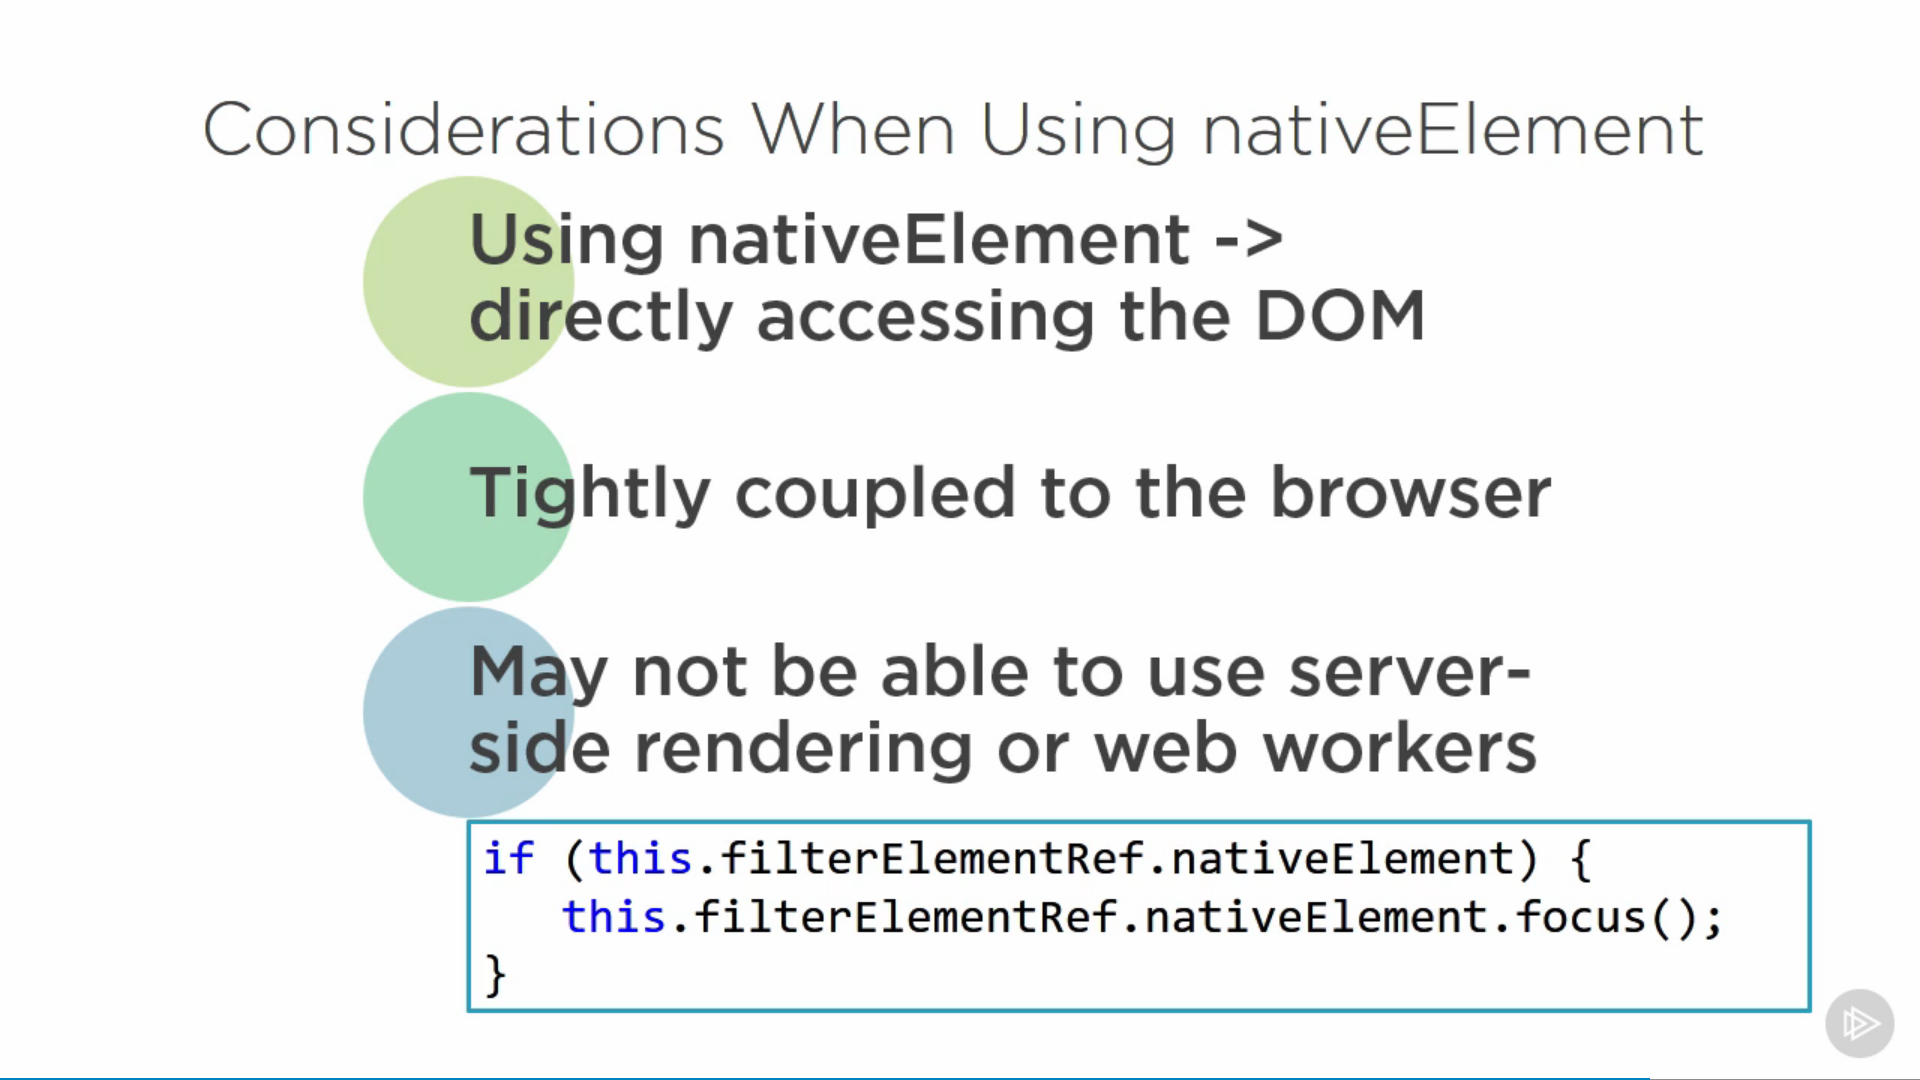 Considerations When Using nativeElement
Using nativeElement ->
directly accessing the DOM
Tightly coupled to the browser
May not be able to use server-
side rendering or web workers
if (this.filterElementRef.nativeElement) {
   this.filterElementRef.nativeElement.focus();
}